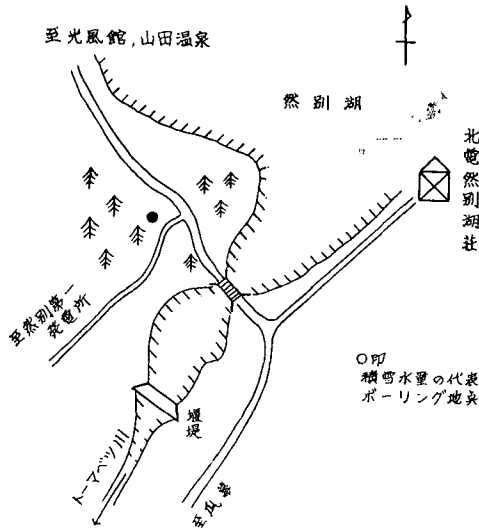 至光風館,山田温泉
然別湖
北電然別湖荘
至然別第一
発電所
○印
積雪水量の代表
ボーリング地点
堰堤
トーマベツ川
至瓜幕